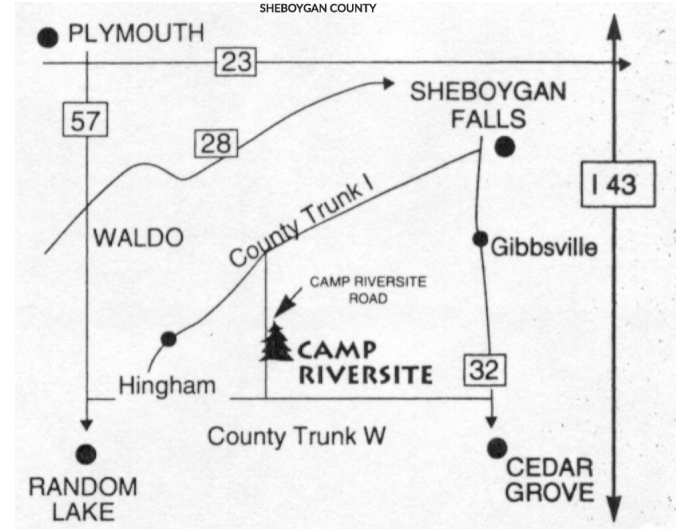 SHEBOYGAN COUNTY
PLYMOUTH
23
SHEBOYGAN
FALLS
57
28
I 43
County Trunk I
WALDO
Gibbsville
CAMP RIVERSITE
ROAD
CAMP
RIVERSITE
32
Hingham
County Trunk W
RANDOM
LAKE
CEDAR
GROVE